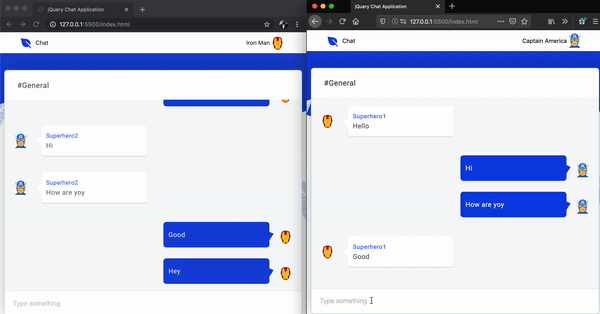 jQuery Chat Application
127.0.0.1:5500/index.html
Chat
Iron Man
#General
Superhero2
Hi
Superhero2
How are yoy
Good
Hey
Type something
jQuery Chat Application
127.0.0.1:5500/index.html
Chat
Captain America
#General
Superhero1
Hello
Hi
How are yoy
Superhero1
Good
Type something